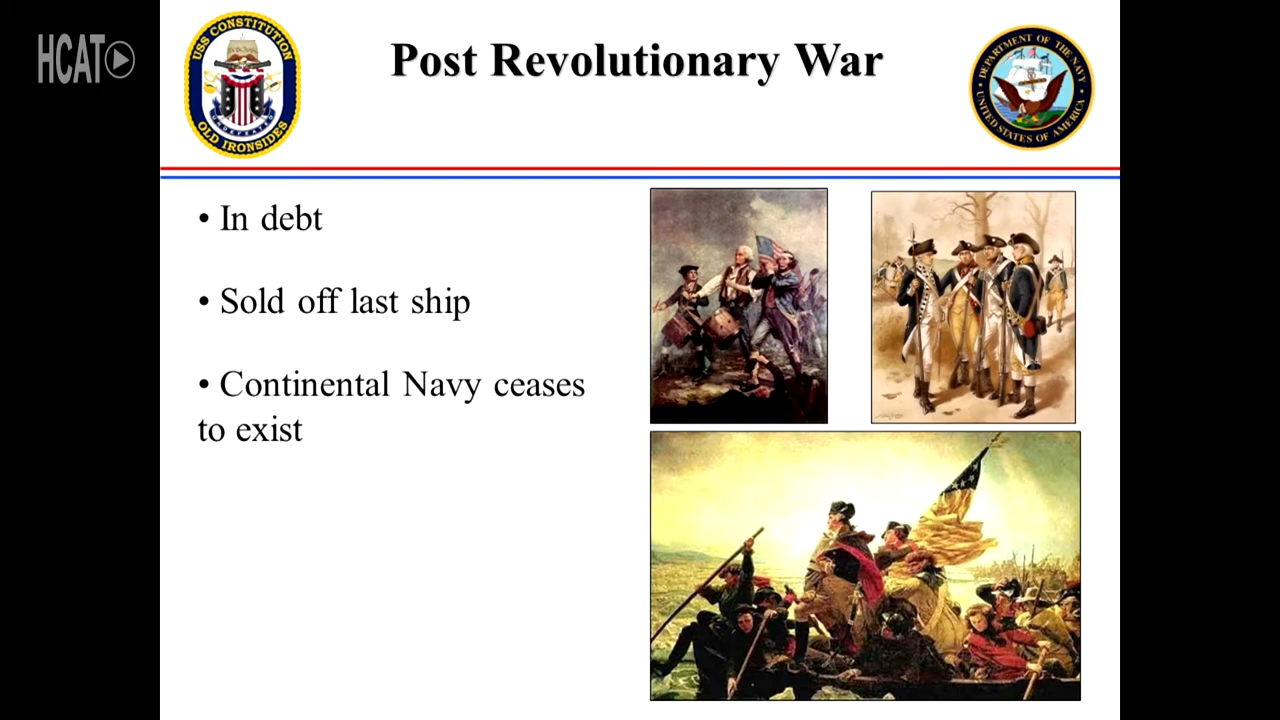 HCAT
USS CONSTITUTION
UNDEFEATED
OLD IRONSIDES
Post Revolutionary War
DEPARTMENT OF THE NAVY
UNITED STATES OF AMERICA
• In debt
• Sold off last ship
• Continental Navy ceases
to exist